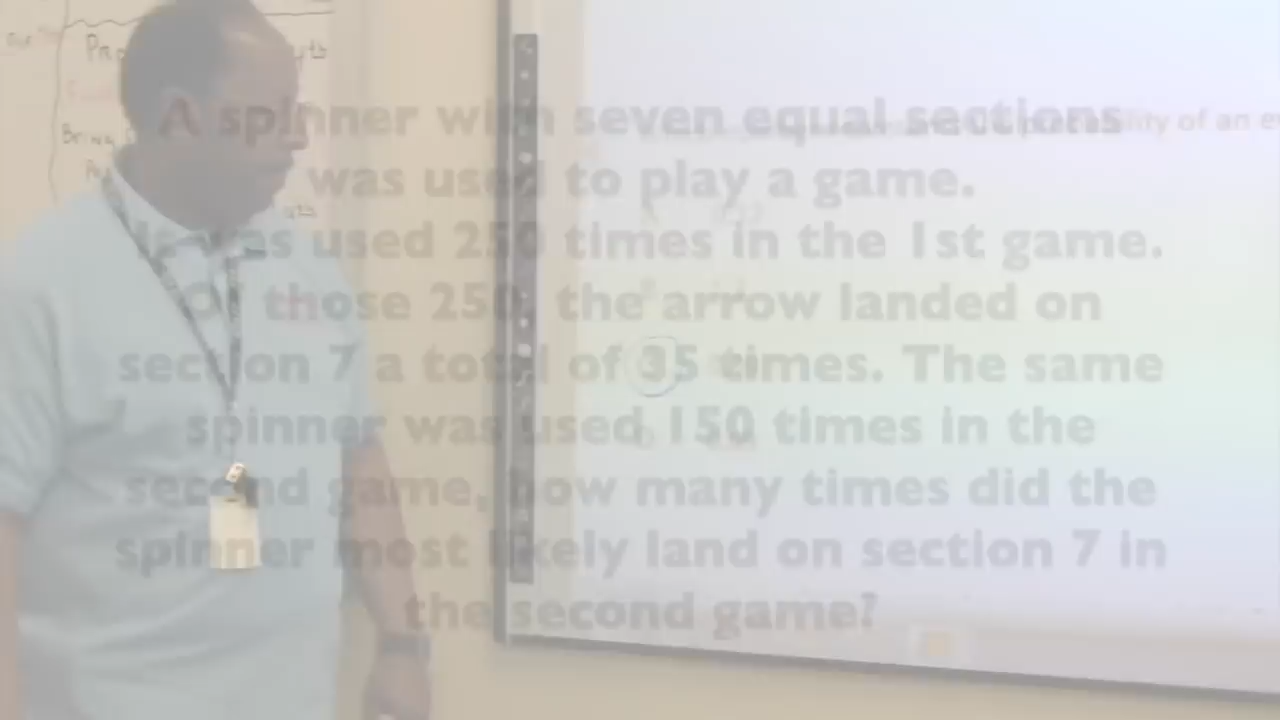 A spinner with seven equal sections
was used to play a game.
It was used 250 times in the 1st game.
Of those 250, the arrow landed on
section 7 a total of 35 times. The same
spinner was used 150 times in the
second game, how many times did the
spinner most likely land on section 7 in
the second game?
Bring
of an